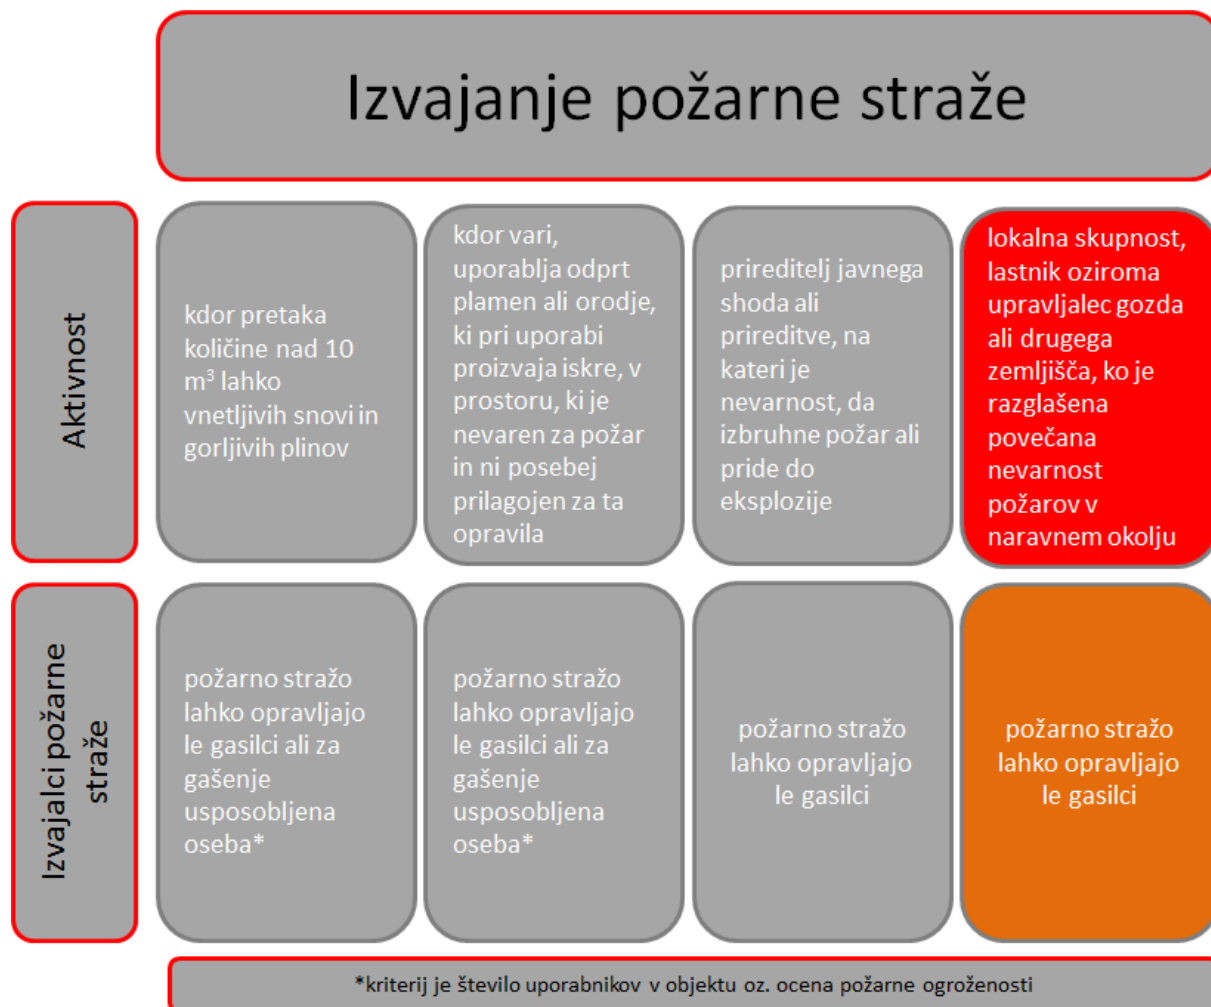 Izvajanje požarne straže
Aktivnost
kdor pretaka
količine nad 10
m³ lahko
vnetljivih snovi in
gorljivih plinov
kdor vari,
uporablja odprt
plamen ali orodje,
ki pri uporabi
proizvaja iskre, v
prostoru, ki je
nevaren za požar
in ni posebej
prilagojen za ta
opravila
prireditelj javnega
shoda ali
prireditve, na
kateri je
nevarnost, da
izbruhne požar ali
pride do
eksplozije
lokalna skupnost,
lastnik oziroma
upravljalec gozda
ali drugega
zemljišča, ko je
razglašena
povečana
nevarnost
požarov v
naravnem okolju
Izvajalci požarne
straže
požarno stražo
lahko opravljajo
le gasilci ali za
gašenje
usposobljena
oseba*
požarno stražo
lahko opravljajo
le gasilci ali za
gašenje
usposobljena
oseba*
požarno stražo
lahko opravljajo
le gasilci
požarno stražo
lahko opravljajo
le gasilci
*kriterij je število uporabnikov v objektu oz. ocena požarne ogroženosti